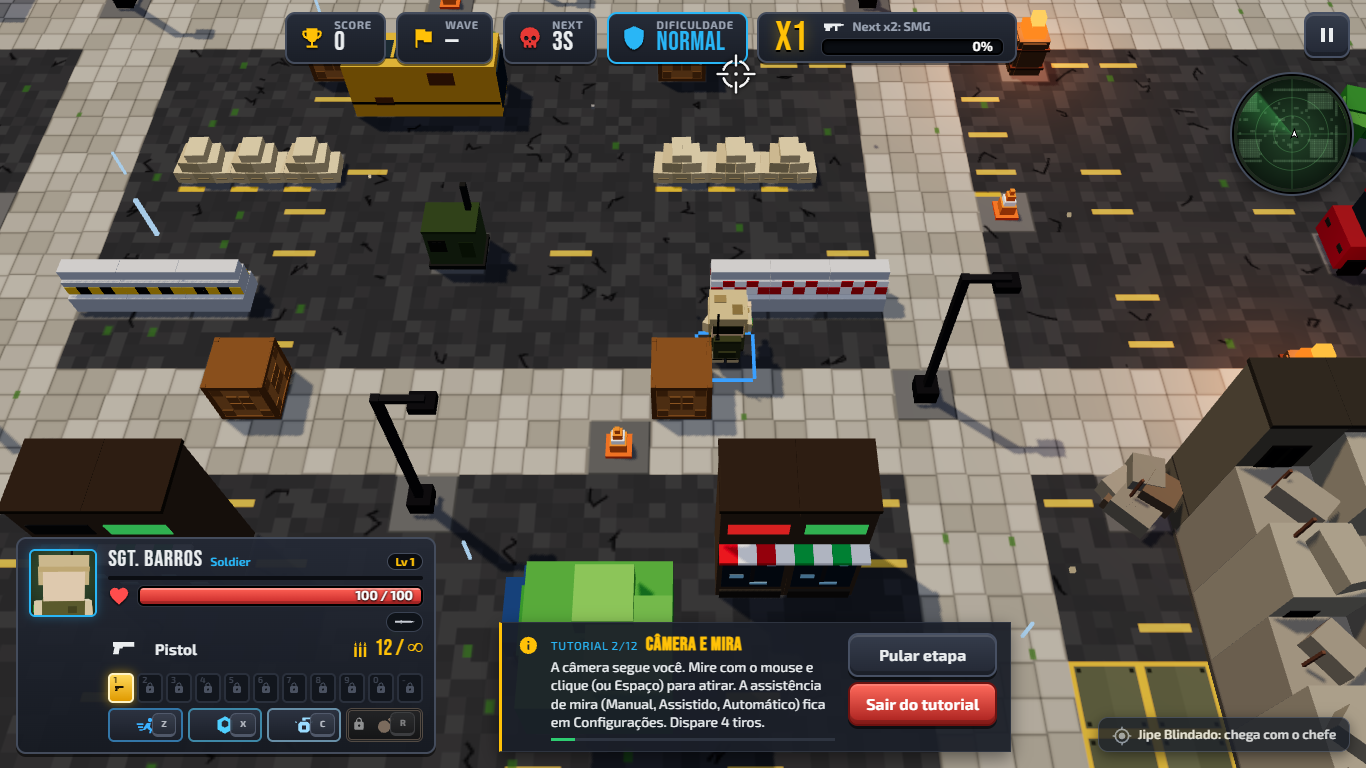 SCORE
0
WAVE
–
NEXT
3S
DIFICULDADE
NORMAL
X1
Next x2: SMG
0%
SGT. BARROS Soldier
Lv 1
100 / 100
Pistol
12 / ∞
1 2 3 4 5 6 7 8 9 0
Z X C R
TUTORIAL 2/12 CÂMERA E MIRA
A câmera segue você. Mire com o mouse e
clique (ou Espaço) para atirar. A assistência
de mira (Manual, Assistido, Automático) fica
em Configurações. Dispare 4 tiros.
Pular etapa
Sair do tutorial
Jipe Blindado: chega com o chefe